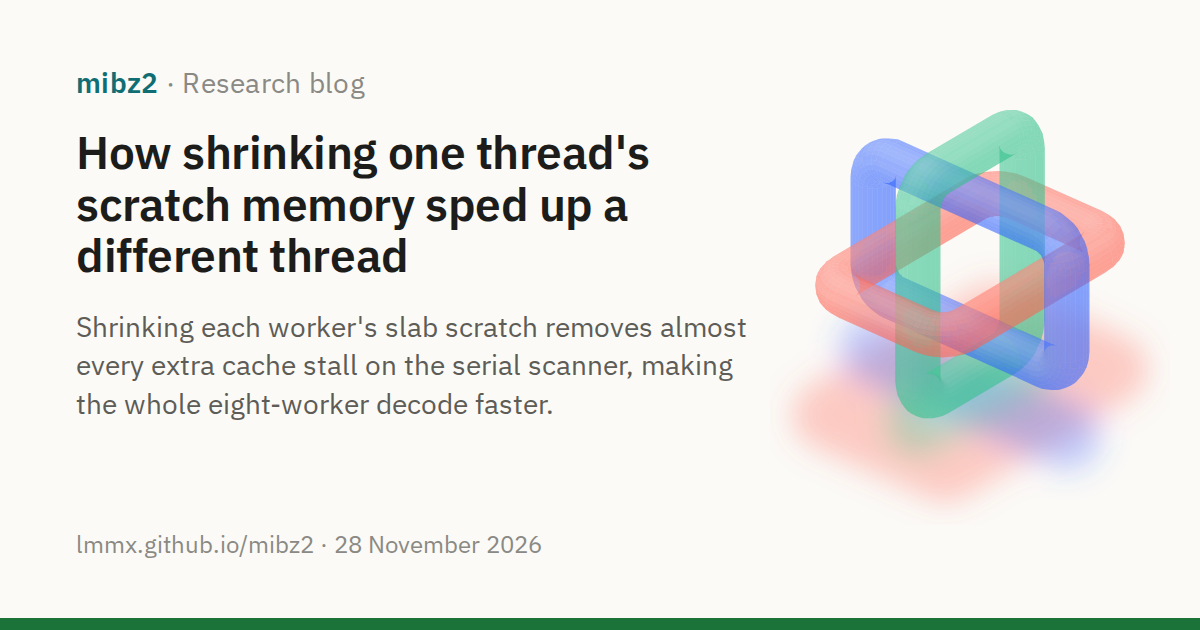 mibz2 · Research blog
How shrinking one thread's
scratch memory sped up a
different thread
Shrinking each worker's slab scratch removes almost
every extra cache stall on the serial scanner, making
the whole eight-worker decode faster.
lmmx.github.io/mibz2 · 28 November 2026